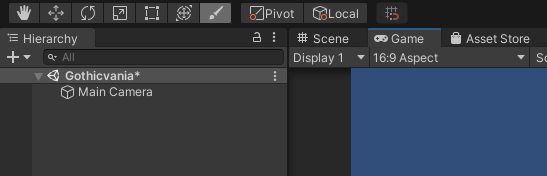 Pivot Local
Hierarchy
Scene Game Asset Store
All
Display 1 16:9 Aspect
Gothicvania*
Main Camera